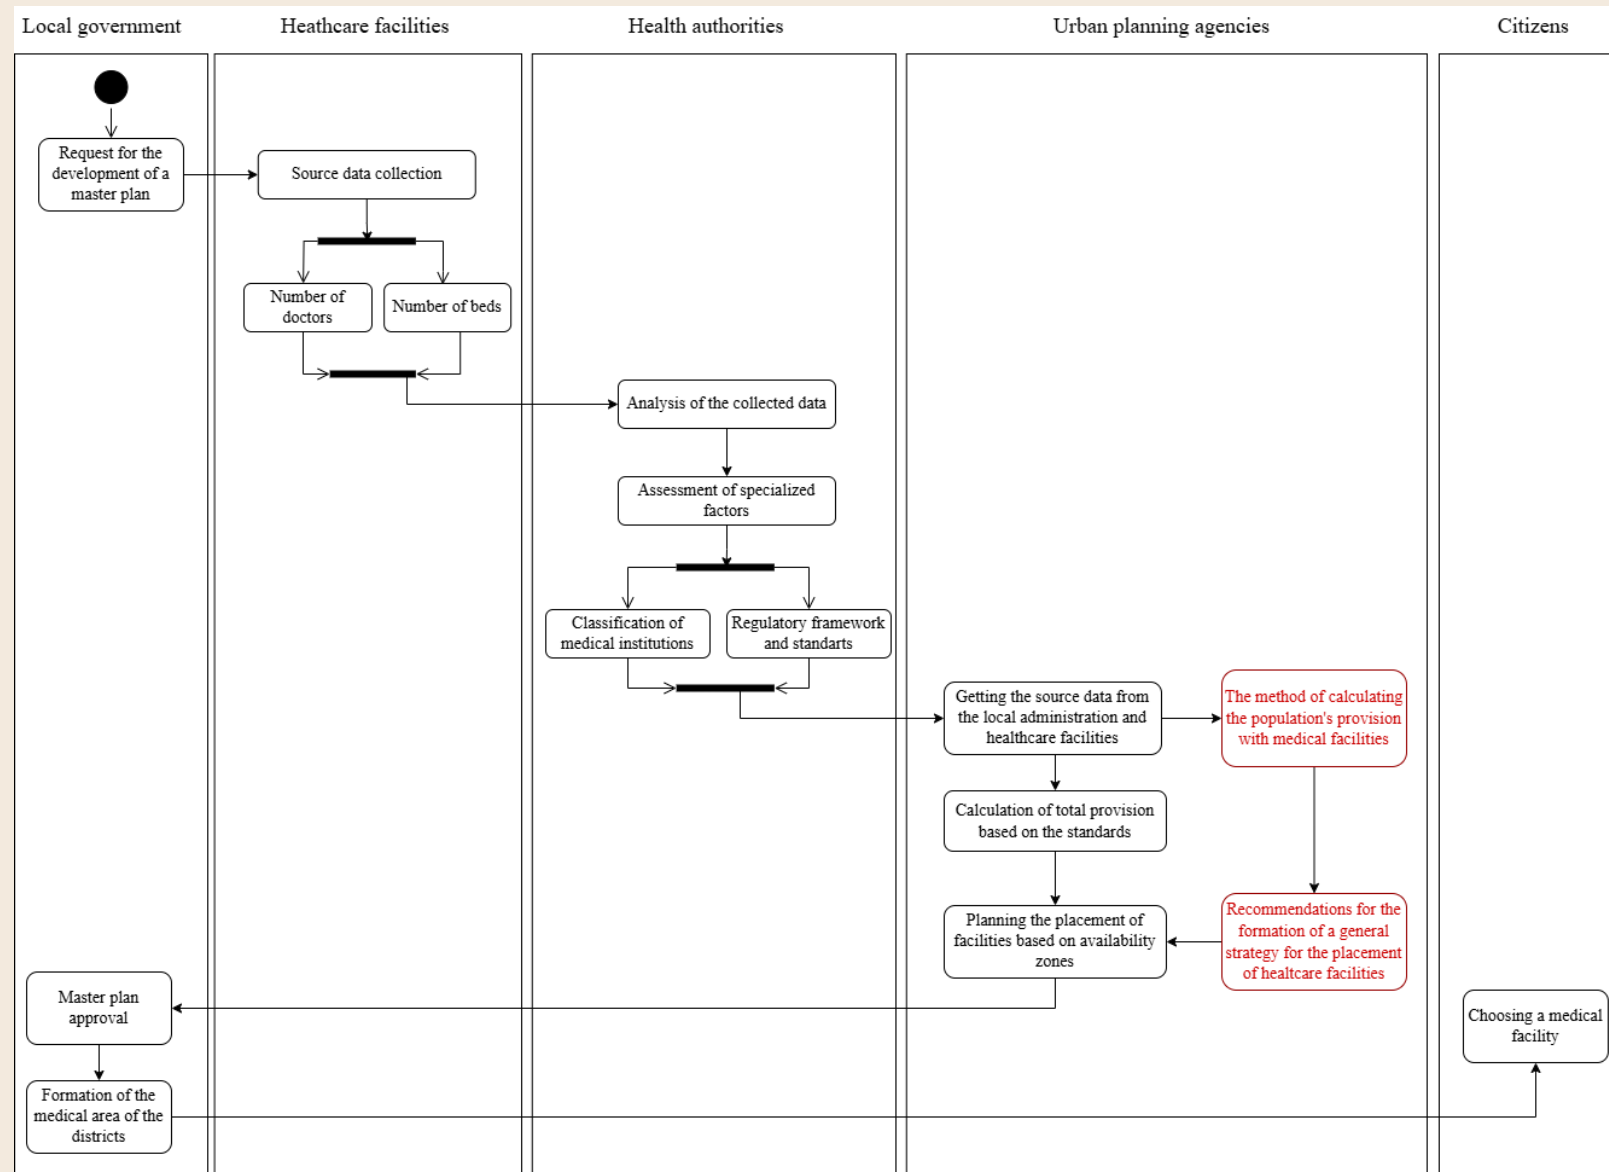 Local government
Heathcare facilities
Health authorities
Urban planning agencies
Citizens
Request for the
development of a
master plan
Source data collection
Number of
doctors
Number of beds
Analysis of the collected data
Assessment of specialized
factors
Classification of
medical institutions
Regulatory framework
and standarts
Getting the source data from
the local administration and
healthcare facilities
The method of calculating
the population's provision
with medical facilities
Calculation of total provision
based on the standards
Planning the placement of
facilities based on availability
zones
Recommendations for the
formation of a general
strategy for the placement
of healtcare facilities
Master plan
approval
Choosing a medical
facility
Formation of the
medical area of the
districts